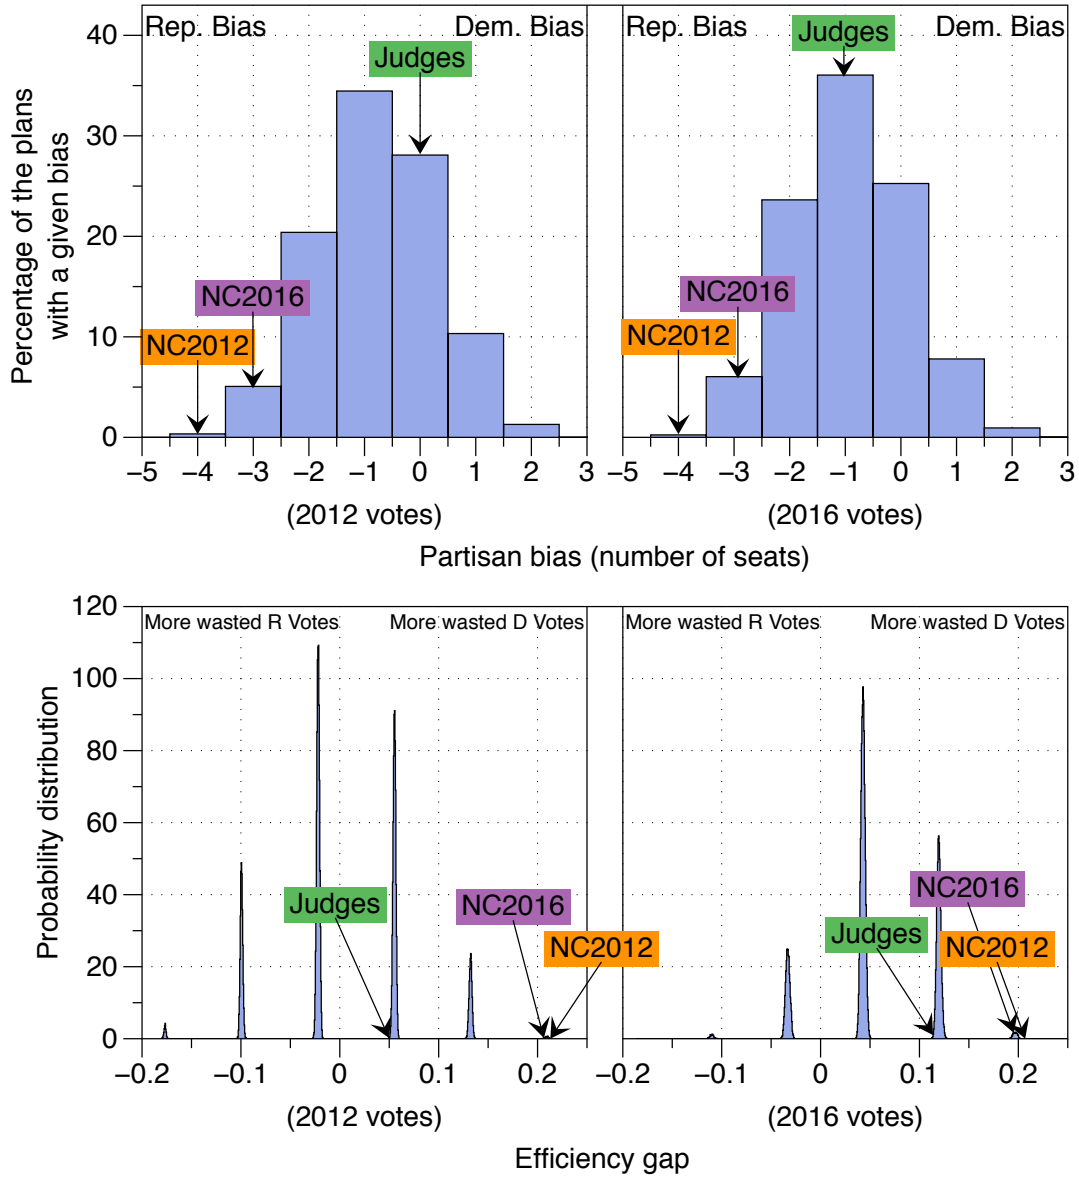 Rep. Bias
Dem. Bias
Rep. Bias
Dem. Bias
Judges
Judges
NC2016
NC2012
NC2016
NC2012
40
30
20
10
0
Percentage of the plans
with a given bias
−5 −4 −3 −2 −1 0 1 2 3
−5 −4 −3 −2 −1 0 1 2 3
(2012 votes)
(2016 votes)
Partisan bias (number of seats)
More wasted R Votes
More wasted D Votes
More wasted R Votes
More wasted D Votes
120
100
80
60
40
20
0
Probability distribution
Judges
NC2016
NC2012
Judges
NC2016
NC2012
−0.2 −0.1 0 0.1 0.2
−0.2 −0.1 0 0.1 0.2
(2012 votes)
(2016 votes)
Efficiency gap